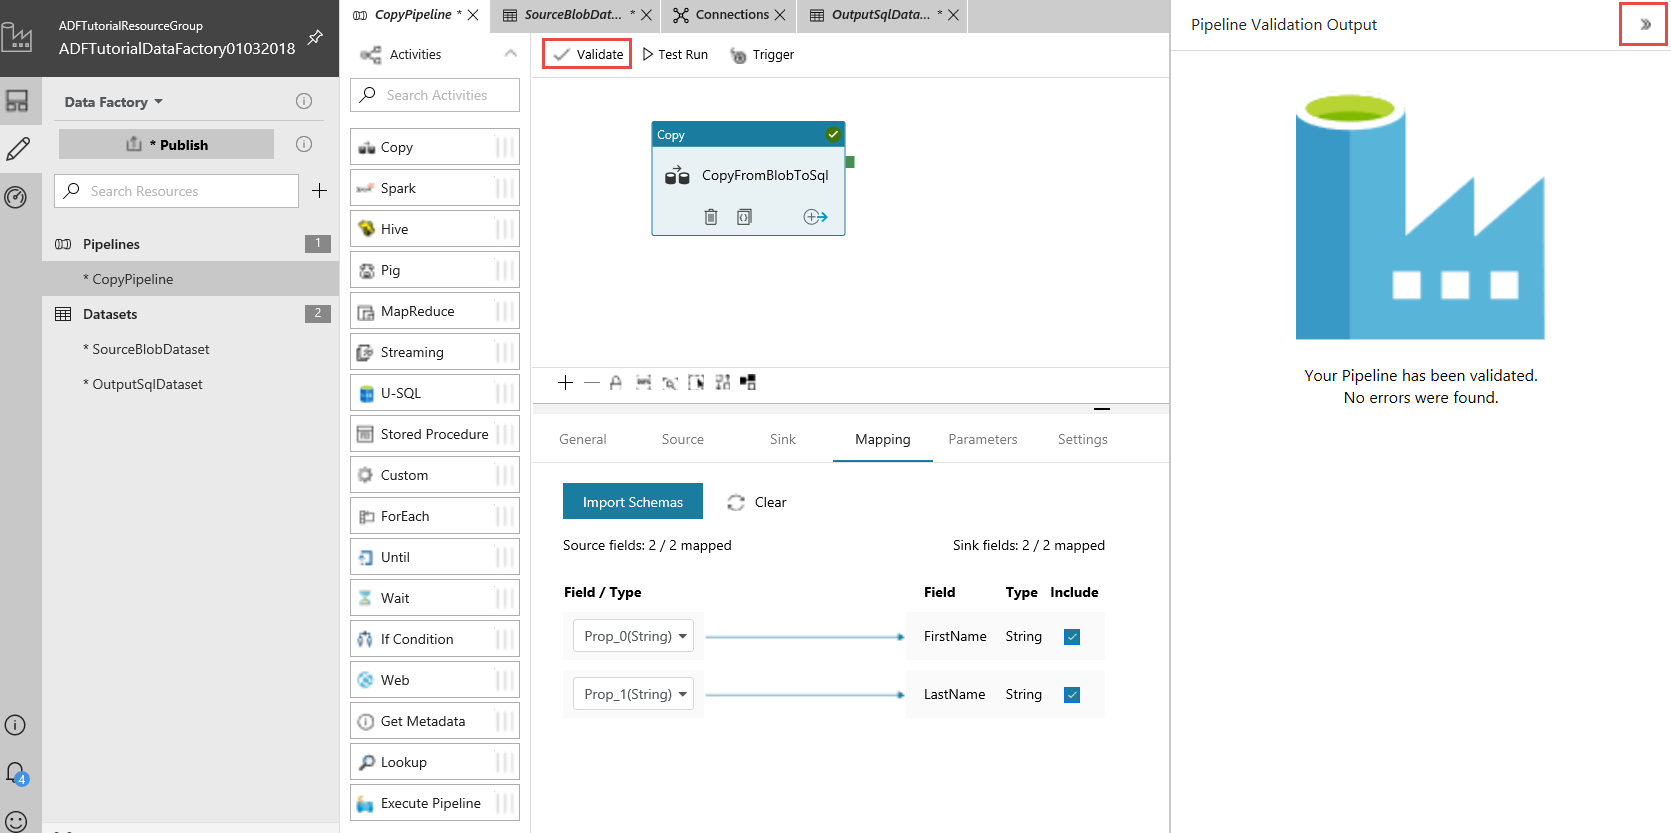 ADFTutorialResourceGroup
ADFTutorialDataFactory01032018
Data Factory
* Publish
Search Resources
Pipelines 1
* CopyPipeline
Datasets 2
* SourceBlobDataset
* OutputSqlDataset
4
CopyPipeline *
SourceBlobDat... *
Connections
OutputSqlData... *
Activities
Search Activities
Copy
Spark
Hive
Pig
MapReduce
Streaming
U-SQL
Stored Procedure
Custom
ForEach
Until
Wait
If Condition
Web
Get Metadata
Lookup
Execute Pipeline
Validate Test Run Trigger
Copy
CopyFromBlobToSql
General Source Sink Mapping Parameters Settings
Import Schemas Clear
Source fields: 2 / 2 mapped Sink fields: 2 / 2 mapped
Field / Type Field Type Include
Prop_0(String) FirstName String
Prop_1(String) LastName String
Pipeline Validation Output
Your Pipeline has been validated.
No errors were found.